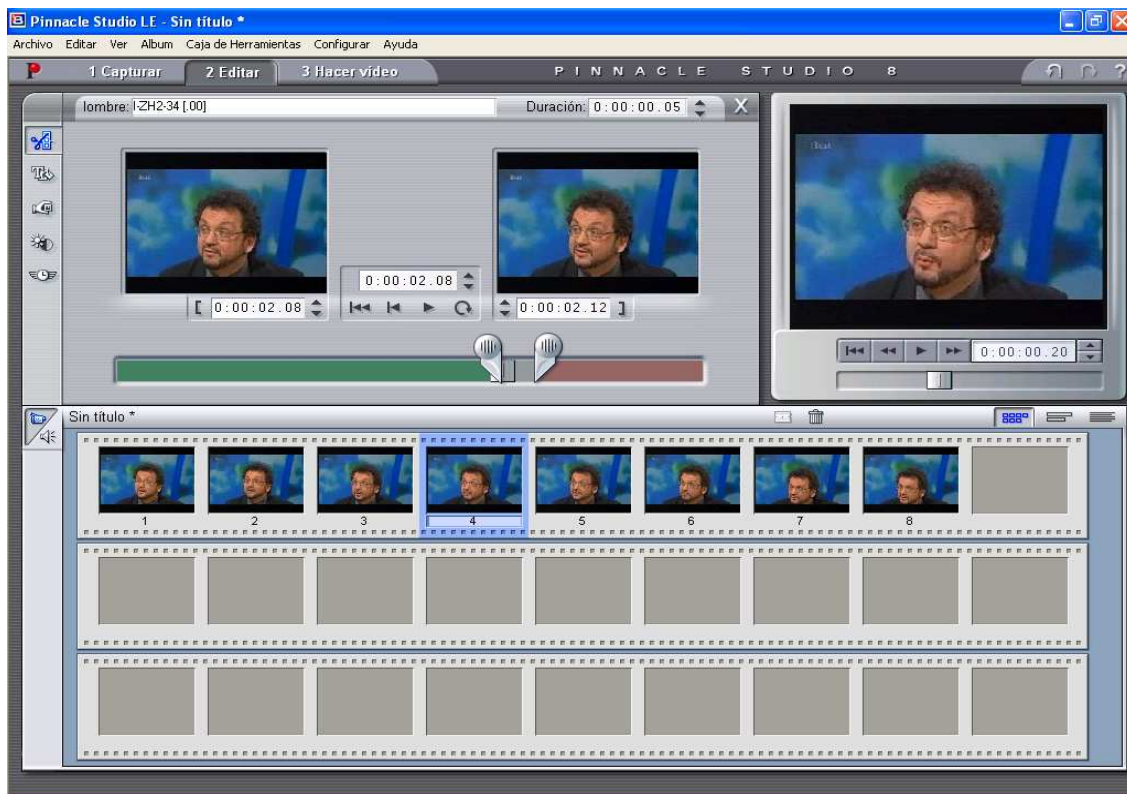 Pinnacle Studio LE - Sin título *
Archivo Editar Ver Album Caja de Herramientas Configurar Ayuda
1 Capturar 2 Editar 3 Hacer vídeo PINNACLE STUDIO 8
lombre: I-ZH2-34 [.00] Duración: 0:00:00.05 X
0:00:02.08
[ 0:00:02.08 0:00:02.12 ]
0:00:00.20
Sin título *
1 2 3 4 5 6 7 8